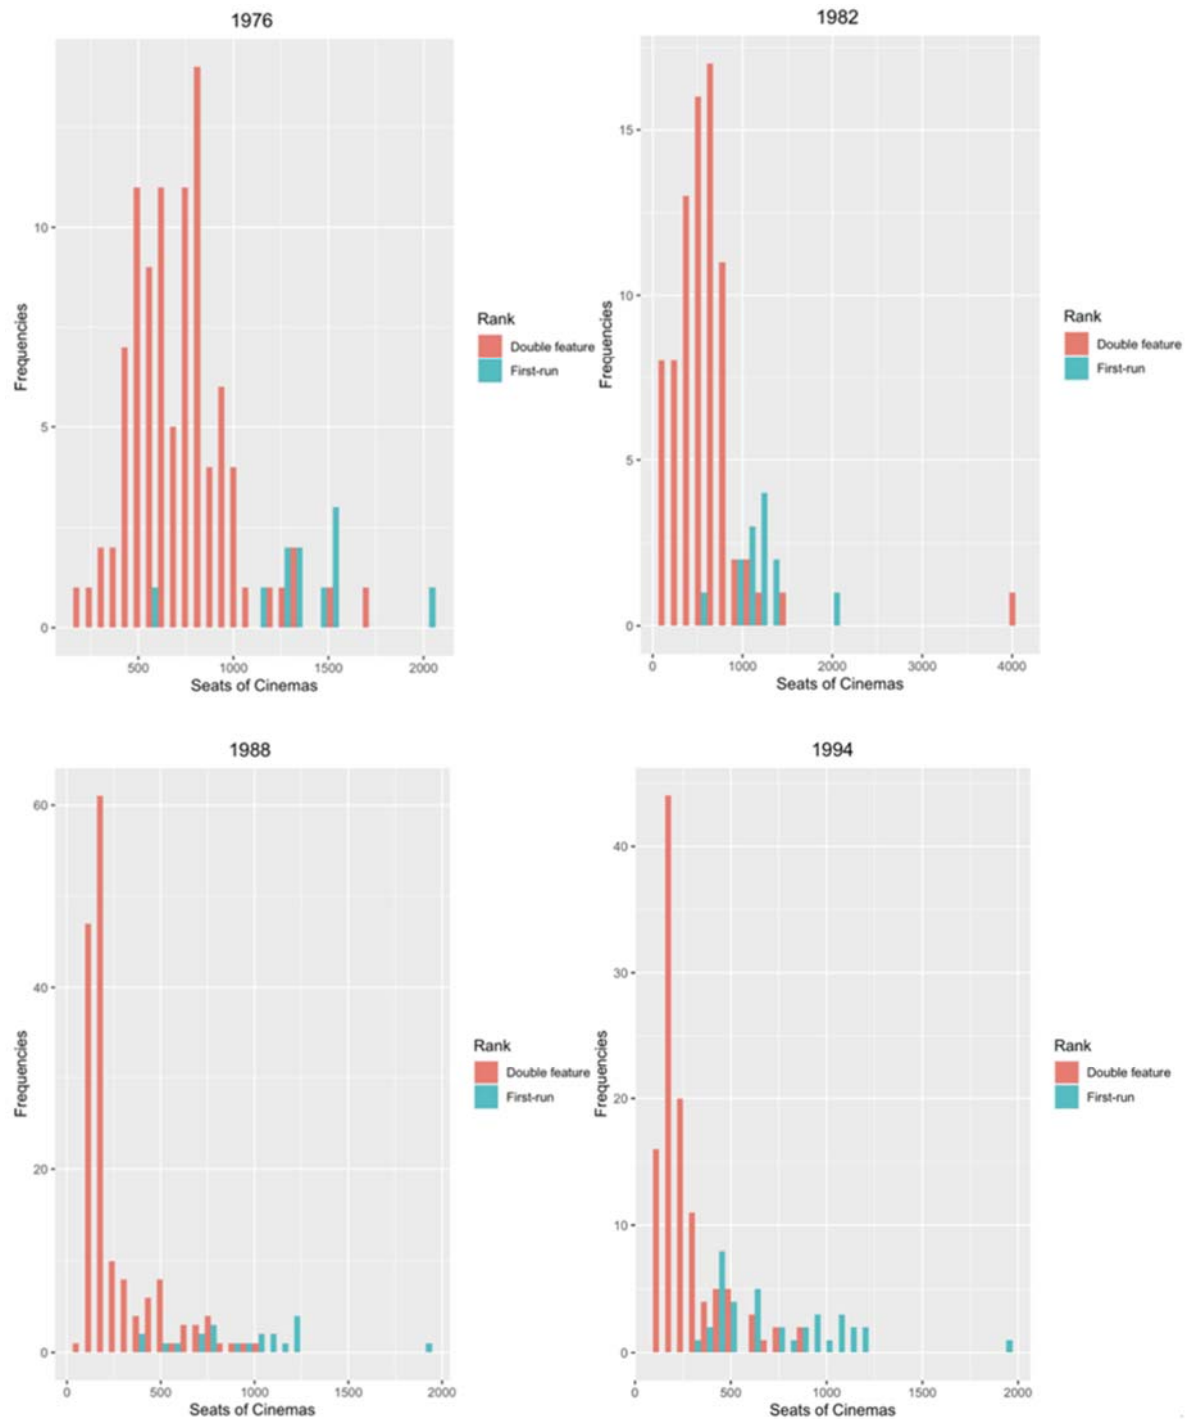 1976
Frequencies
10
5
0
500 1000 1500 2000
Seats of Cinemas
Rank
Double feature
First-run
1982
Frequencies
15
10
5
0
0 1000 2000 3000 4000
Seats of Cinemas
Rank
Double feature
First-run
1988
Frequencies
60
40
20
0
0 500 1000 1500 2000
Seats of Cinemas
Rank
Double feature
First-run
1994
Frequencies
40
30
20
10
0
0 500 1000 1500 2000
Seats of Cinemas
Rank
Double feature
First-run